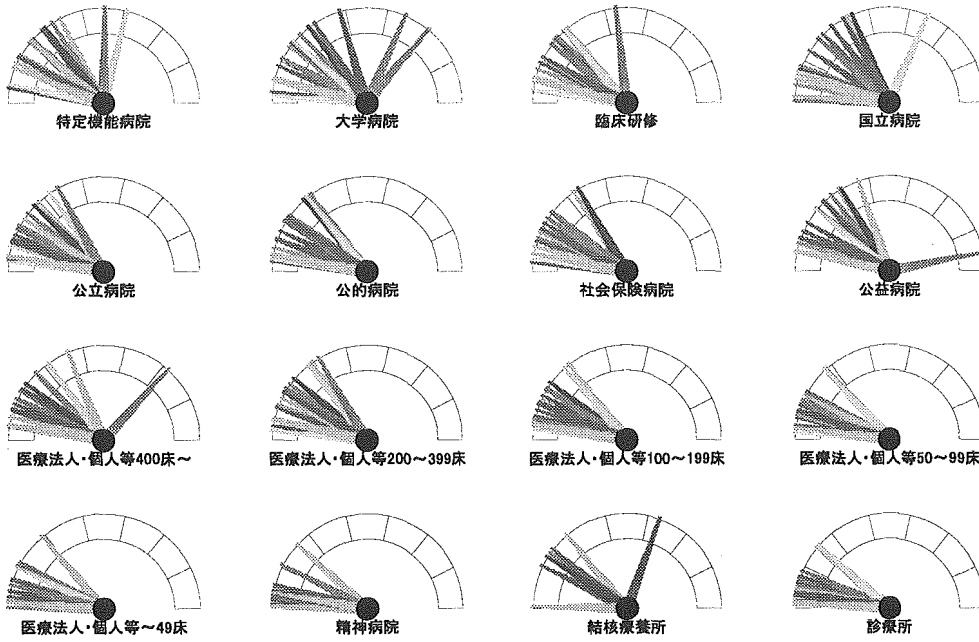 特定機能病院
大学病院
臨床研修
国立病院
公立病院
公的病院
社会保険病院
公益病院
医療法人・個人等400床～
医療法人・個人等200～399床
医療法人・個人等100～199床
医療法人・個人等50～99床
医療法人・個人等～49床
精神病院
結核療養所
診療所